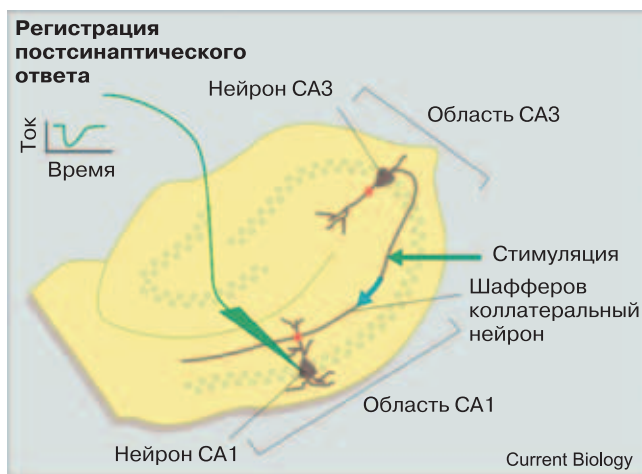 Регистрация
постсинаптического
ответа
Нейрон CA3
Область CA3
Ток
Время
Стимуляция
Шафферов
коллатеральный
нейрон
Область CA1
Нейрон CA1
Current Biology